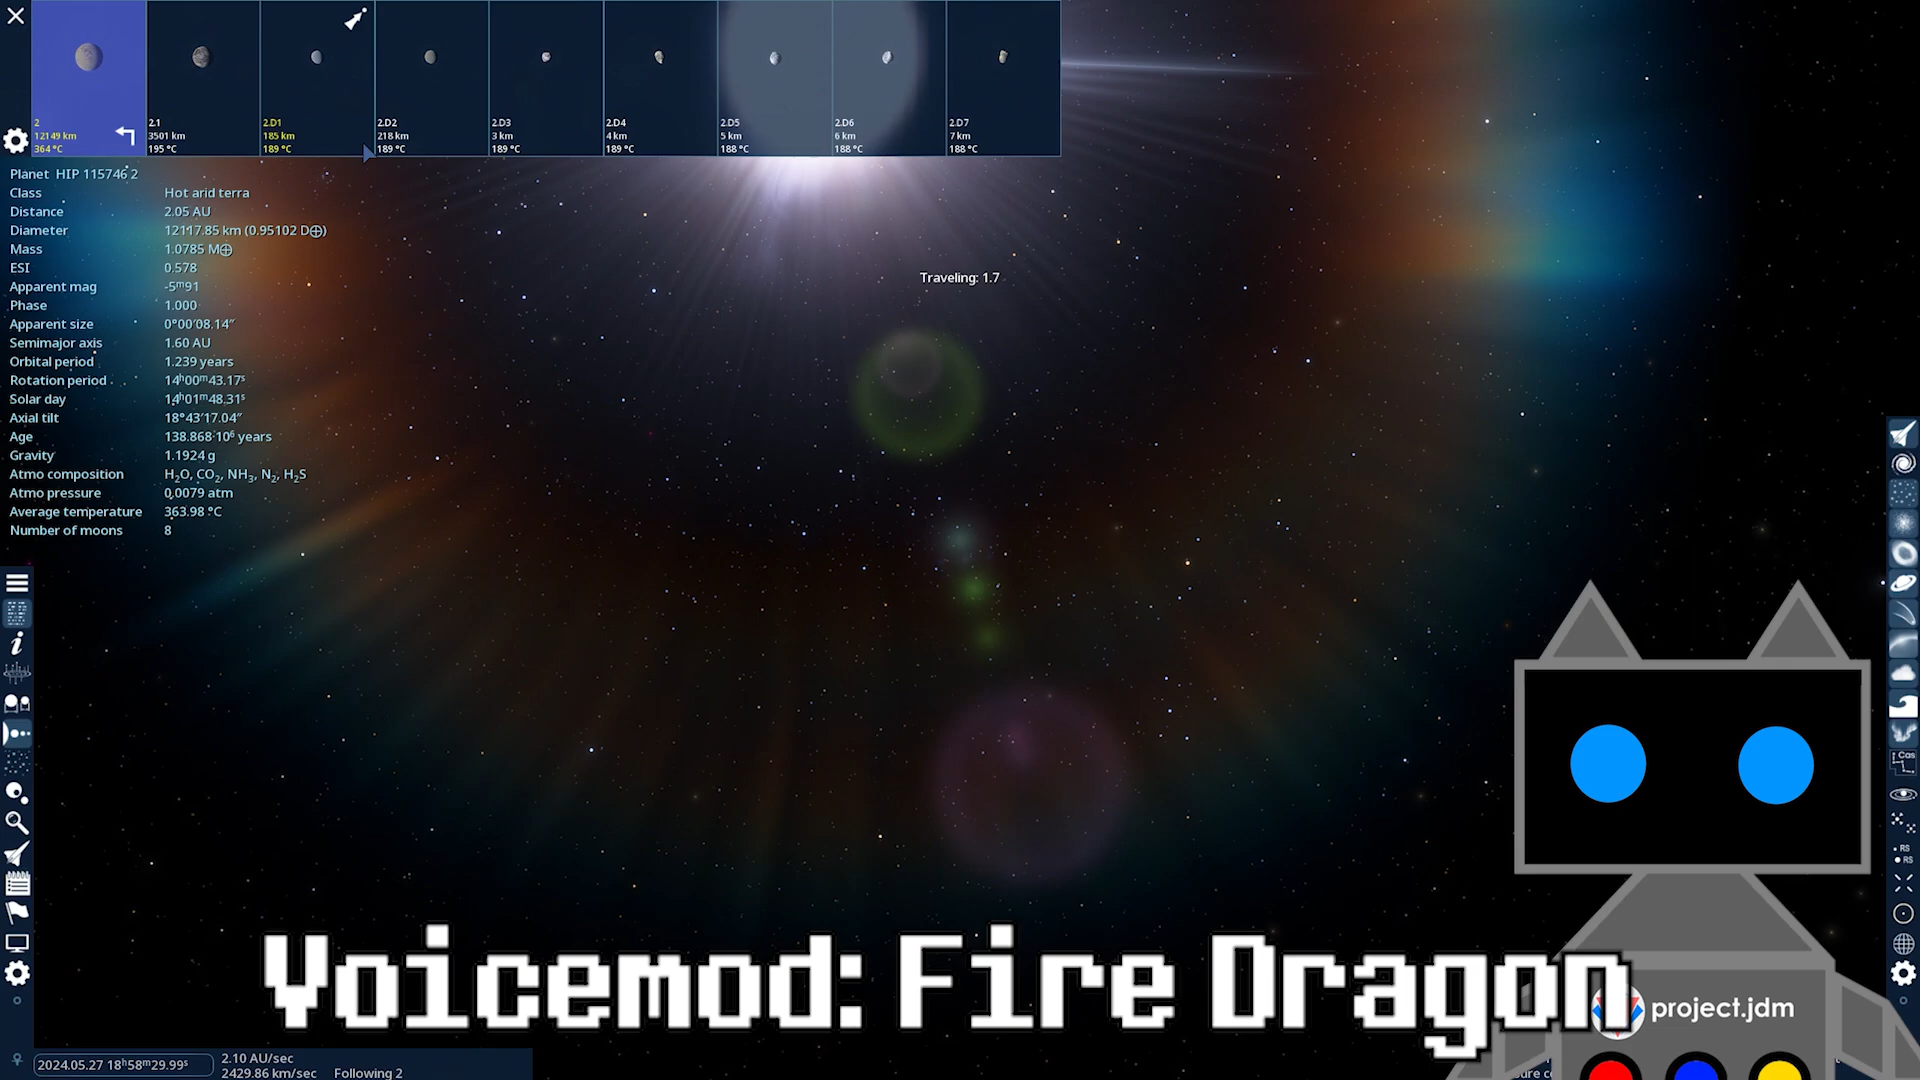 2
12149 km
364 °C
2.1
3501 km
195 °C
2.D1
185 km
189 °C
2.D2
218 km
189 °C
2.D3
3 km
189 °C
2.D4
4 km
189 °C
2.D5
5 km
188 °C
2.D6
6 km
188 °C
2.D7
7 km
188 °C
Planet HIP 115746 2
Class Hot arid terra
Distance 2.05 AU
Diameter 12117.85 km (0.95102 D⊕)
Mass 1.0785 M⊕
ESI 0.578
Apparent mag -5ᵐ91
Phase 1.000
Apparent size 0°00′08.14″
Semimajor axis 1.60 AU
Orbital period 1.239 years
Rotation period 14ʰ00ᵐ43.17ˢ
Solar day 14ʰ01ᵐ48.31ˢ
Axial tilt 18°43′17.04″
Age 138.868·10⁶ years
Gravity 1.1924 g
Atmo composition H₂O, CO₂, NH₃, N₂, H₂S
Atmo pressure 0.0079 atm
Average temperature 363.98 °C
Number of moons 8
Traveling: 1.7
Cas
RS
RS
Voicemod: Fire Dragon
project.jdm
2024.05.27 18ʰ58ᵐ29.99ˢ
2.10 AU/sec
2429.86 km/sec Following 2